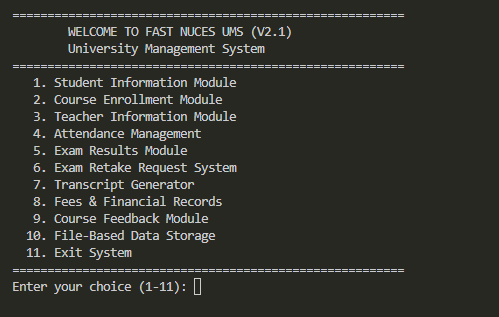 ========================================================
WELCOME TO FAST NUCES UMS (V2.1)
University Management System
========================================================
1. Student Information Module
2. Course Enrollment Module
3. Teacher Information Module
4. Attendance Management
5. Exam Results Module
6. Exam Retake Request System
7. Transcript Generator
8. Fees & Financial Records
9. Course Feedback Module
10. File-Based Data Storage
11. Exit System
========================================================
Enter your choice (1-11):